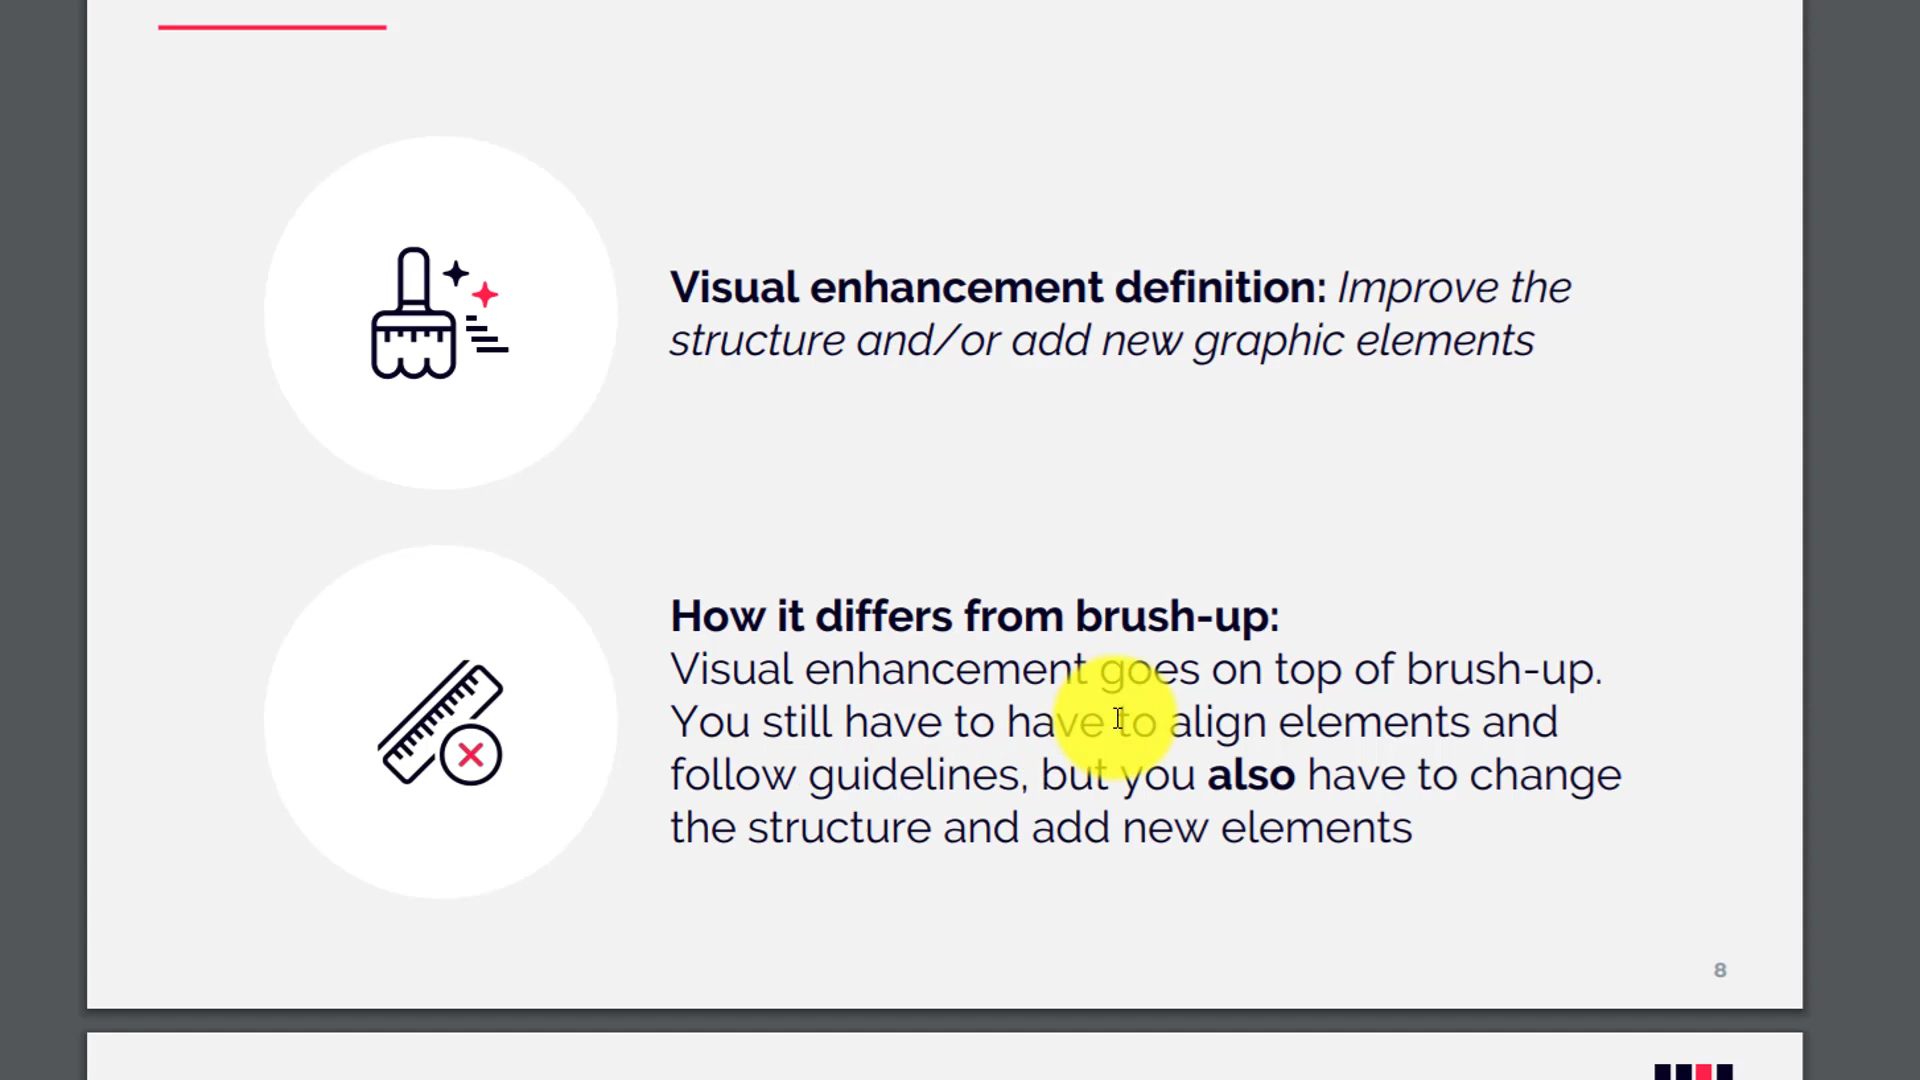 Visual enhancement definition: Improve the
structure and/or add new graphic elements
How it differs from brush-up:
Visual enhancement goes on top of brush-up.
You still have to have to align elements and
follow guidelines, but you also have to change
the structure and add new elements
8